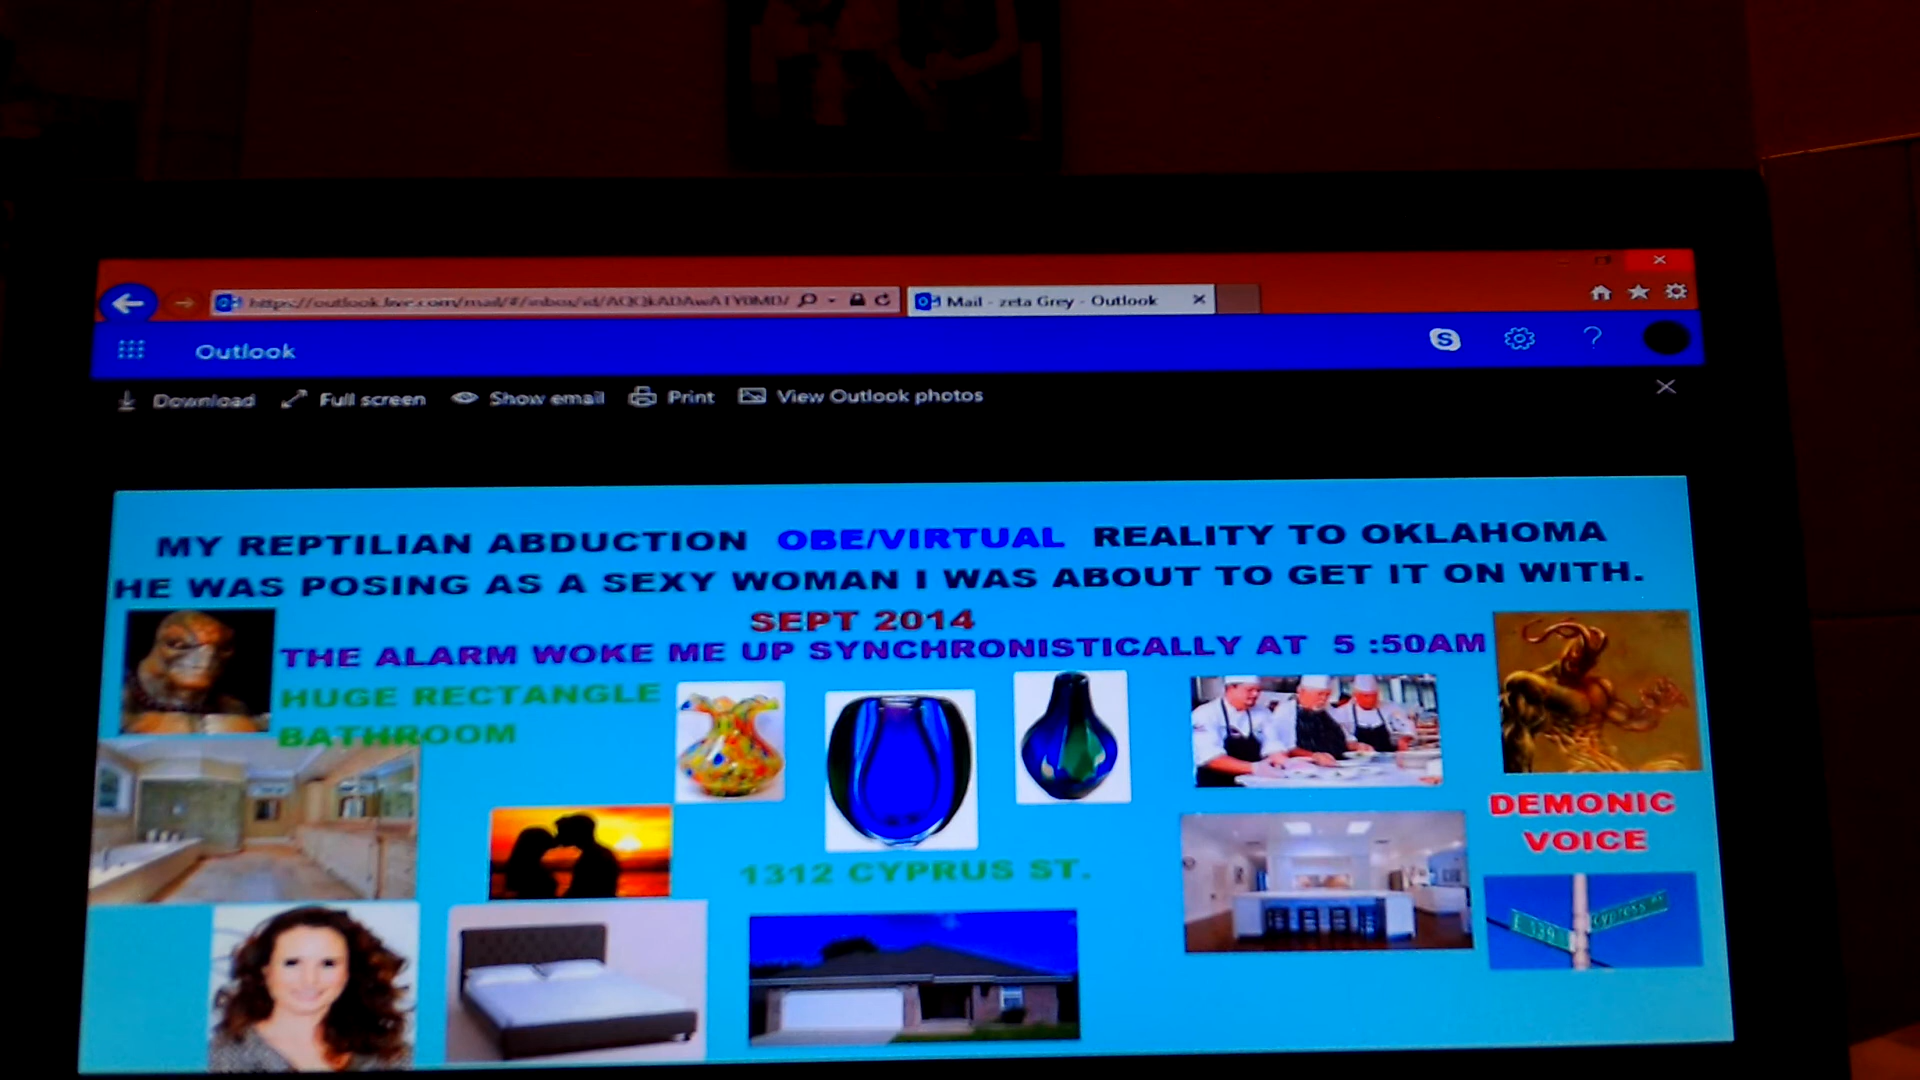 Mail - zeta Grey - Outlook
Outlook
Download Full screen Show email Print View Outlook photos
MY REPTILIAN ABDUCTION OBE/VIRTUAL REALITY TO OKLAHOMA
HE WAS POSING AS A SEXY WOMAN I WAS ABOUT TO GET IT ON WITH.
SEPT 2014
THE ALARM WOKE ME UP SYNCHRONISTICALLY AT 5 :50AM
HUGE RECTANGLE
BATHROOM
DEMONIC
VOICE
1312 CYPRUS ST.
E 139
Cypress